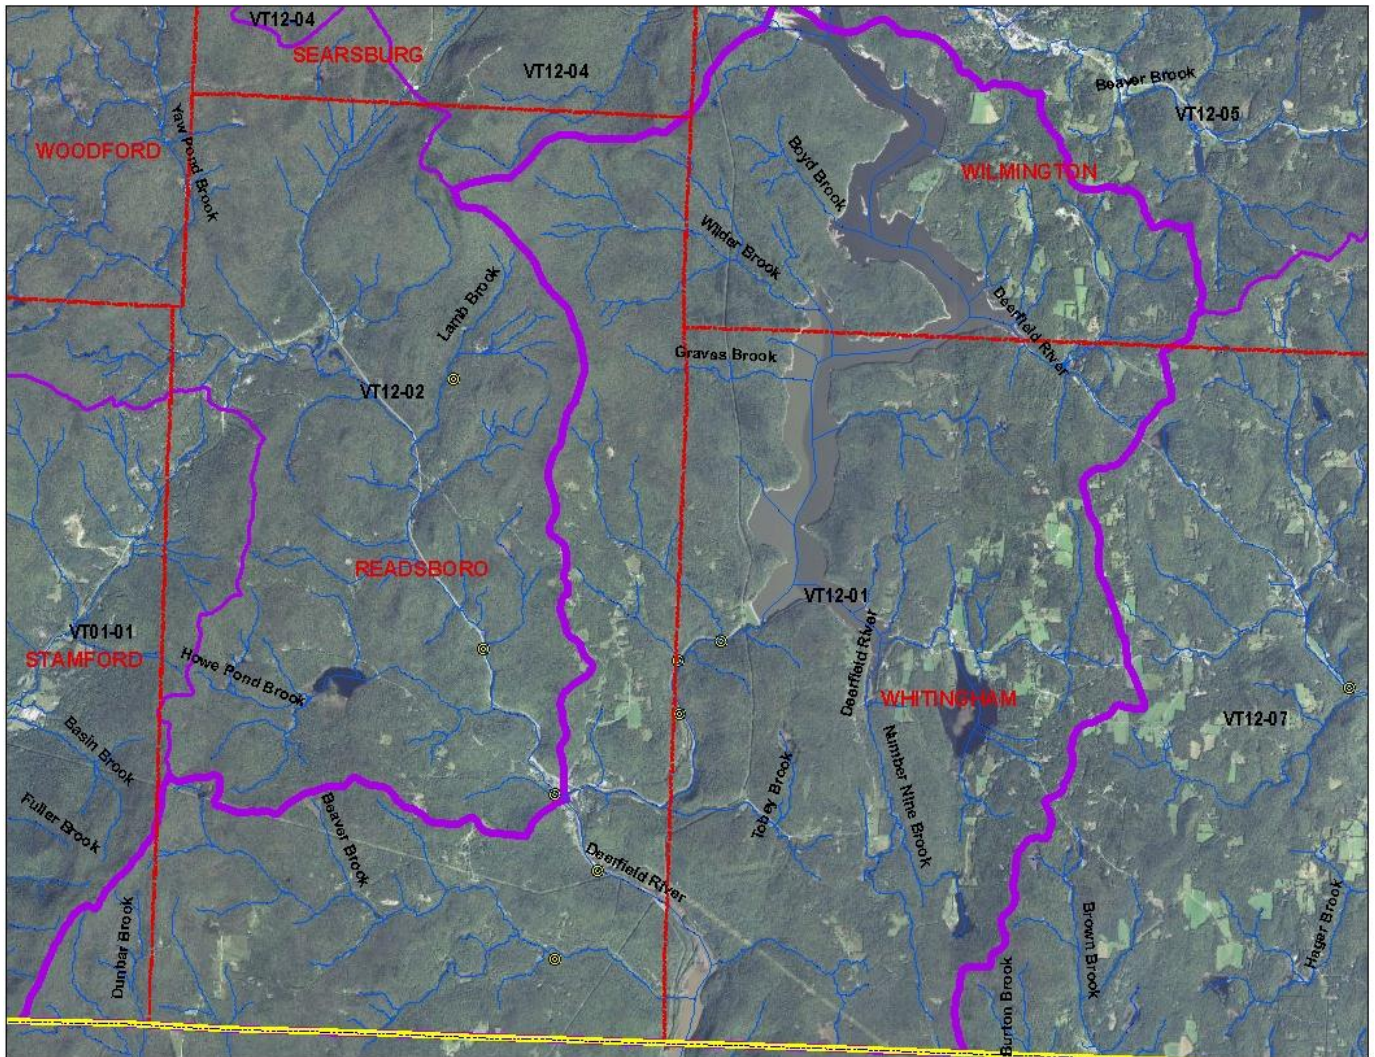 VT12-04
SEARSBURG
VT12-04
Beaver Brook
VT12-05
Yaw Pond Brook
WOODFORD
Boyd Brook
WILMINGTON
Wilder Brook
Lamb Brook
Deerfield River
Graves Brook
VT12-02
READSBORO
VT12-01
VT01-01
STAMFORD
Howe Pond Brook
Deerfield River
WHITINGHAM
VT12-07
Basin Brook
Number Nine Brook
Tobey Brook
Fuller Brook
Beaver Brook
Deerfield River
Dunbar Brook
Brown Brook
Hager Brook
Burton Brook